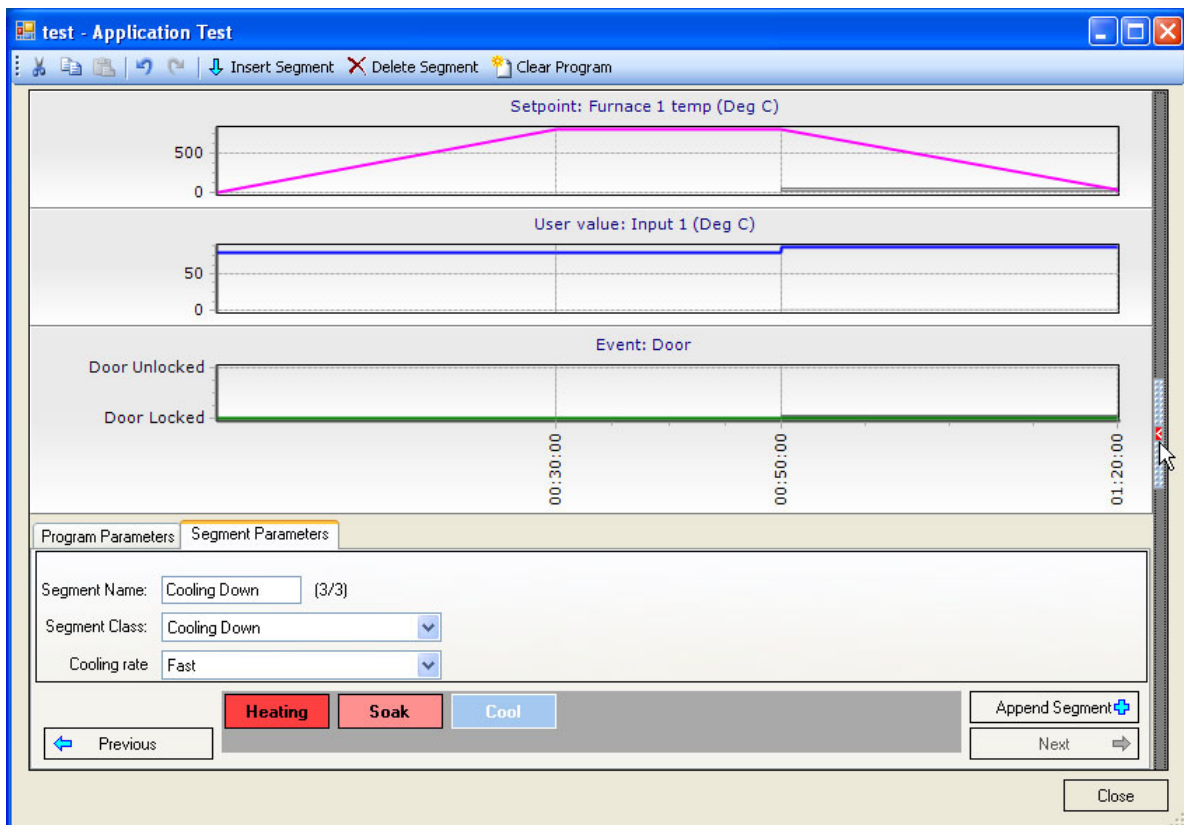 test - Application Test
Insert Segment Delete Segment Clear Program
Setpoint: Furnace 1 temp (Deg C)
500
0
User value: Input 1 (Deg C)
50
0
Event: Door
Door Unlocked
Door Locked
00:30:00
00:50:00
01:20:00
Program Parameters Segment Parameters
Segment Name: Cooling Down (3/3)
Segment Class: Cooling Down
Cooling rate Fast
Heating Soak Cool
Append Segment
Previous
Next
Close